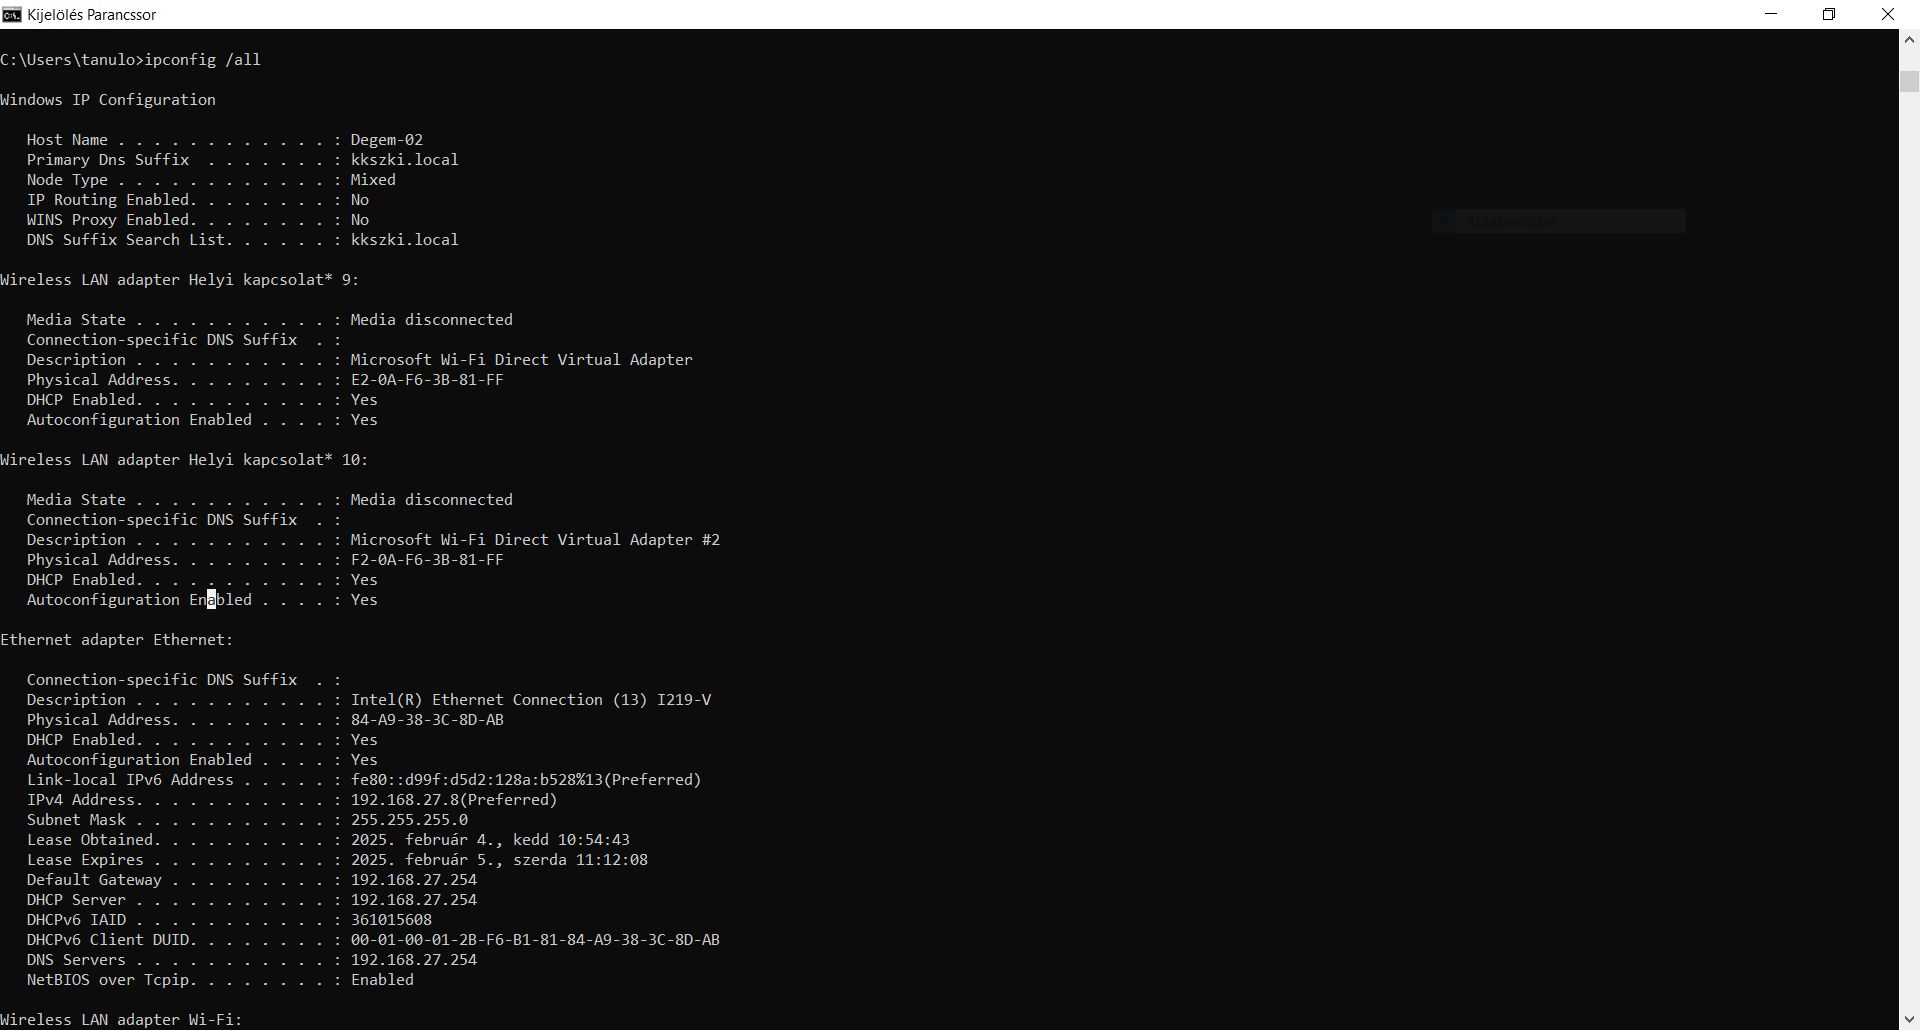 Kijelölés Parancssor
C:\Users\tanulo>ipconfig /all
Windows IP Configuration
Host Name . . . . . . . . . . . . : Degem-02
Primary Dns Suffix  . . . . . . . : kkszki.local
Node Type . . . . . . . . . . . . : Mixed
IP Routing Enabled. . . . . . . . : No
WINS Proxy Enabled. . . . . . . . : No
DNS Suffix Search List. . . . . . : kkszki.local
Wireless LAN adapter Helyi kapcsolat* 9:
Media State . . . . . . . . . . . : Media disconnected
Connection-specific DNS Suffix  . :
Description . . . . . . . . . . . : Microsoft Wi-Fi Direct Virtual Adapter
Physical Address. . . . . . . . . : E2-0A-F6-3B-81-FF
DHCP Enabled. . . . . . . . . . . : Yes
Autoconfiguration Enabled . . . . : Yes
Wireless LAN adapter Helyi kapcsolat* 10:
Media State . . . . . . . . . . . : Media disconnected
Connection-specific DNS Suffix  . :
Description . . . . . . . . . . . : Microsoft Wi-Fi Direct Virtual Adapter #2
Physical Address. . . . . . . . . : F2-0A-F6-3B-81-FF
DHCP Enabled. . . . . . . . . . . : Yes
Autoconfiguration Enabled . . . . : Yes
Ethernet adapter Ethernet:
Connection-specific DNS Suffix  . :
Description . . . . . . . . . . . : Intel(R) Ethernet Connection (13) I219-V
Physical Address. . . . . . . . . : 84-A9-38-3C-8D-AB
DHCP Enabled. . . . . . . . . . . : Yes
Autoconfiguration Enabled . . . . : Yes
Link-local IPv6 Address . . . . . : fe80::d99f:d5d2:128a:b528%13(Preferred)
IPv4 Address. . . . . . . . . . . : 192.168.27.8(Preferred)
Subnet Mask . . . . . . . . . . . : 255.255.255.0
Lease Obtained. . . . . . . . . . : 2025. február 4., kedd 10:54:43
Lease Expires . . . . . . . . . . : 2025. február 5., szerda 11:12:08
Default Gateway . . . . . . . . . : 192.168.27.254
DHCP Server . . . . . . . . . . . : 192.168.27.254
DHCPv6 IAID . . . . . . . . . . . : 361015608
DHCPv6 Client DUID. . . . . . . . : 00-01-00-01-2B-F6-B1-81-84-A9-38-3C-8D-AB
DNS Servers . . . . . . . . . . . : 192.168.27.254
NetBIOS over Tcpip. . . . . . . . : Enabled
Wireless LAN adapter Wi-Fi: